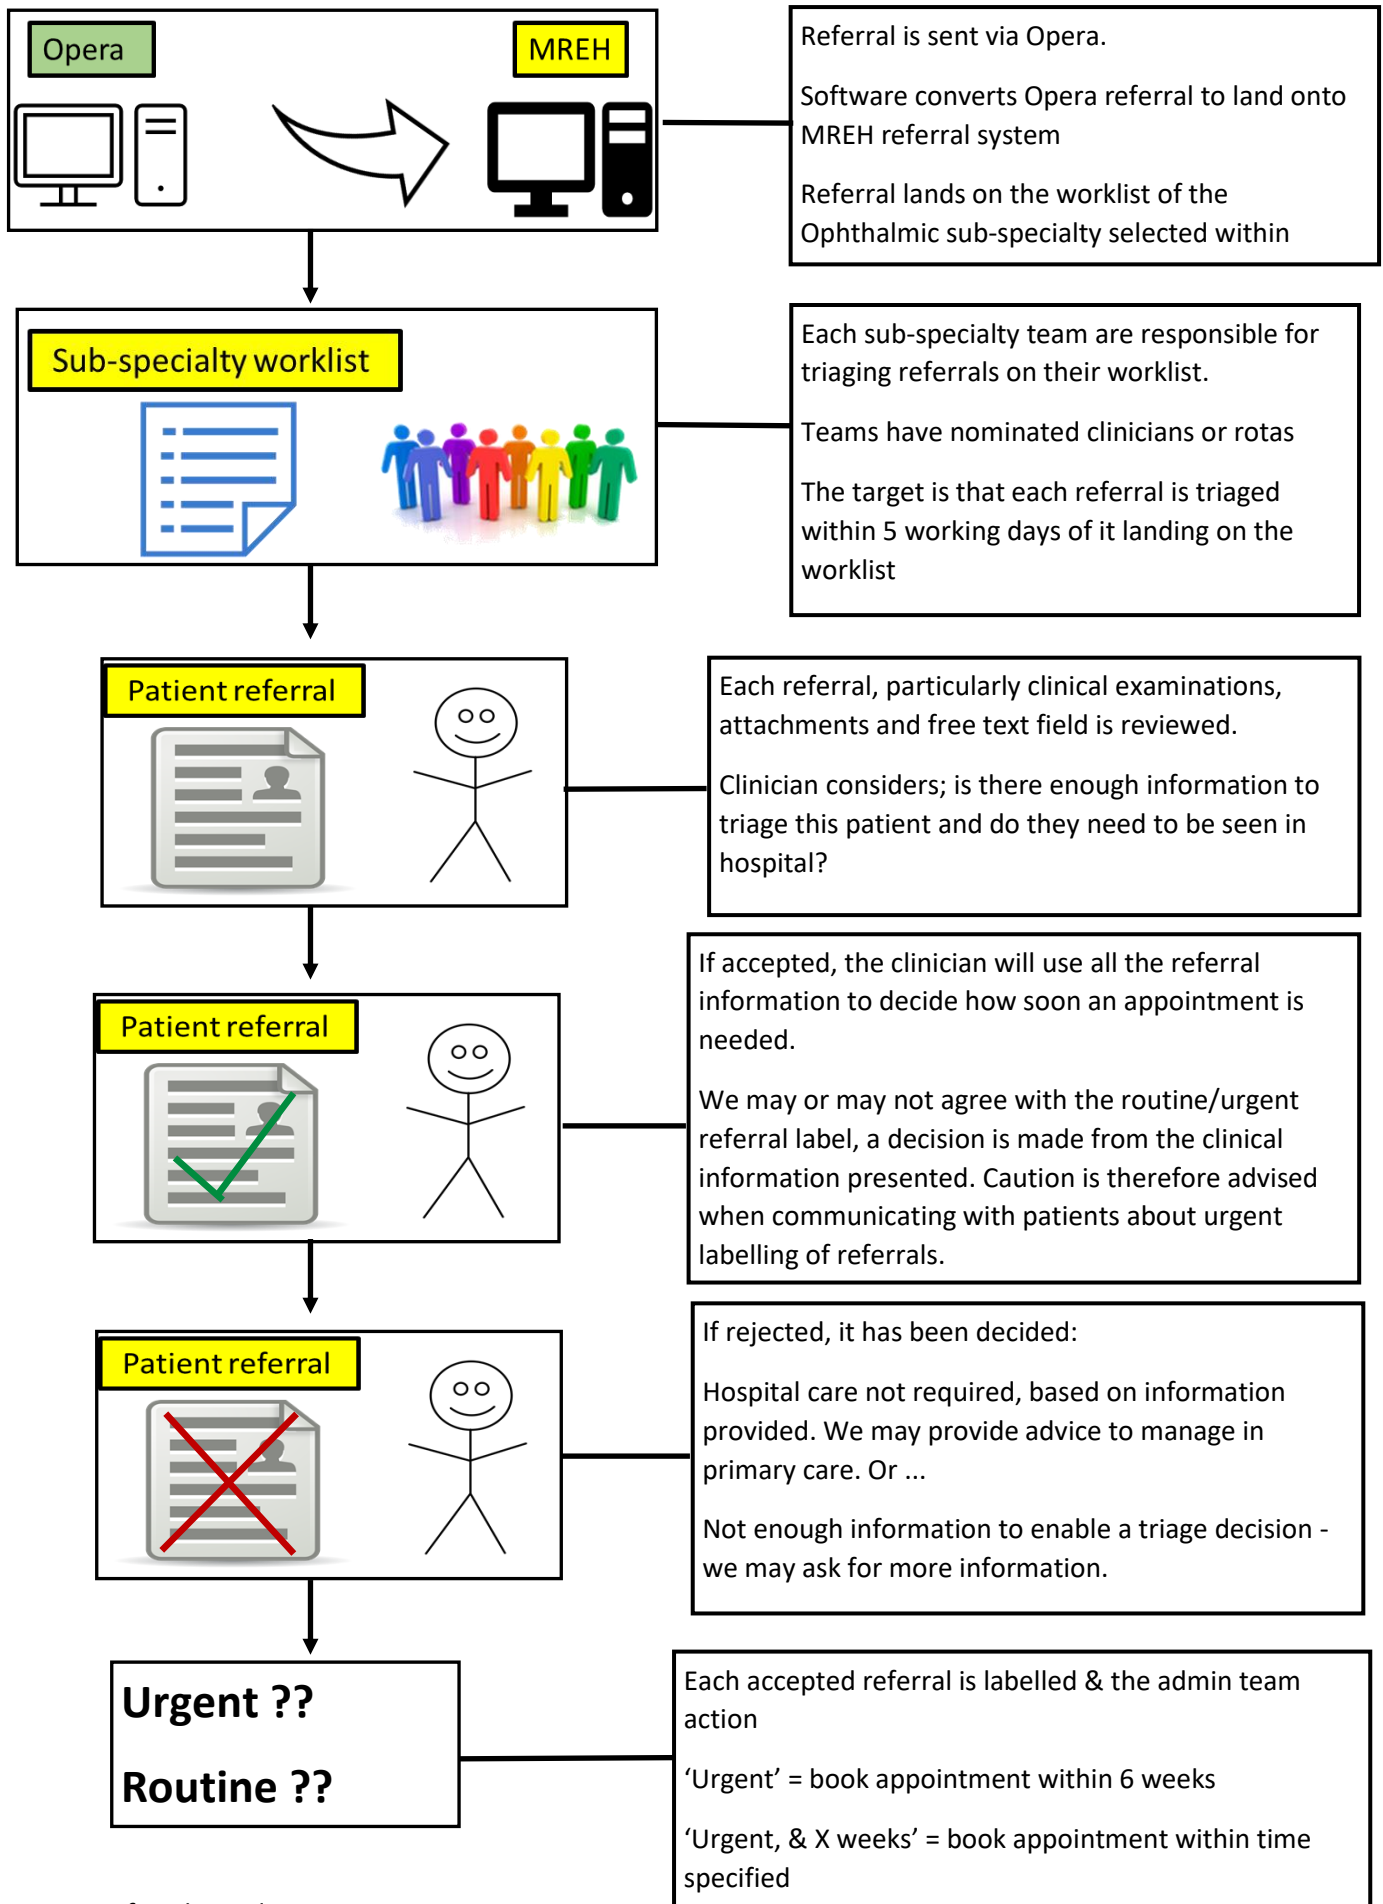 Opera
MREH
Referral is sent via Opera.
Software converts Opera referral to land onto
MREH referral system
Referral lands on the worklist of the
Ophthalmic sub-specialty selected within
Sub-specialty worklist
Each sub-specialty team are responsible for
triaging referrals on their worklist.
Teams have nominated clinicians or rotas
The target is that each referral is triaged
within 5 working days of it landing on the
worklist
Patient referral
Each referral, particularly clinical examinations,
attachments and free text field is reviewed.
Clinician considers; is there enough information to
triage this patient and do they need to be seen in
hospital?
Patient referral
If accepted, the clinician will use all the referral
information to decide how soon an appointment is
needed.
We may or may not agree with the routine/urgent
referral label, a decision is made from the clinical
information presented. Caution is therefore advised
when communicating with patients about urgent
labelling of referrals.
Patient referral
If rejected, it has been decided:
Hospital care not required, based on information
provided. We may provide advice to manage in
primary care. Or ...
Not enough information to enable a triage decision -
we may ask for more information.
Urgent ??
Routine ??
Each accepted referral is labelled & the admin team
action
‘Urgent’ = book appointment within 6 weeks
‘Urgent, & X weeks’ = book appointment within time
specified